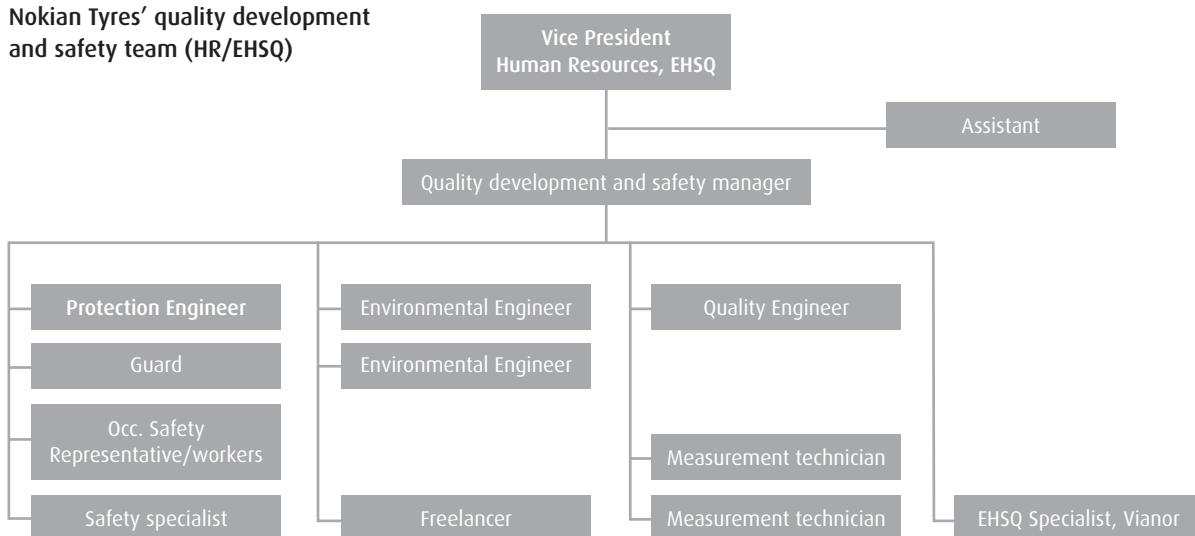 Nokian Tyres’ quality development
and safety team (HR/EHSQ)
Vice President
Human Resources, EHSQ
Assistant
Quality development and safety manager
Protection Engineer
Guard
Occ. Safety
Representative/workers
Safety specialist
Environmental Engineer
Environmental Engineer
Freelancer
Quality Engineer
Measurement technician
Measurement technician
EHSQ Specialist, Vianor